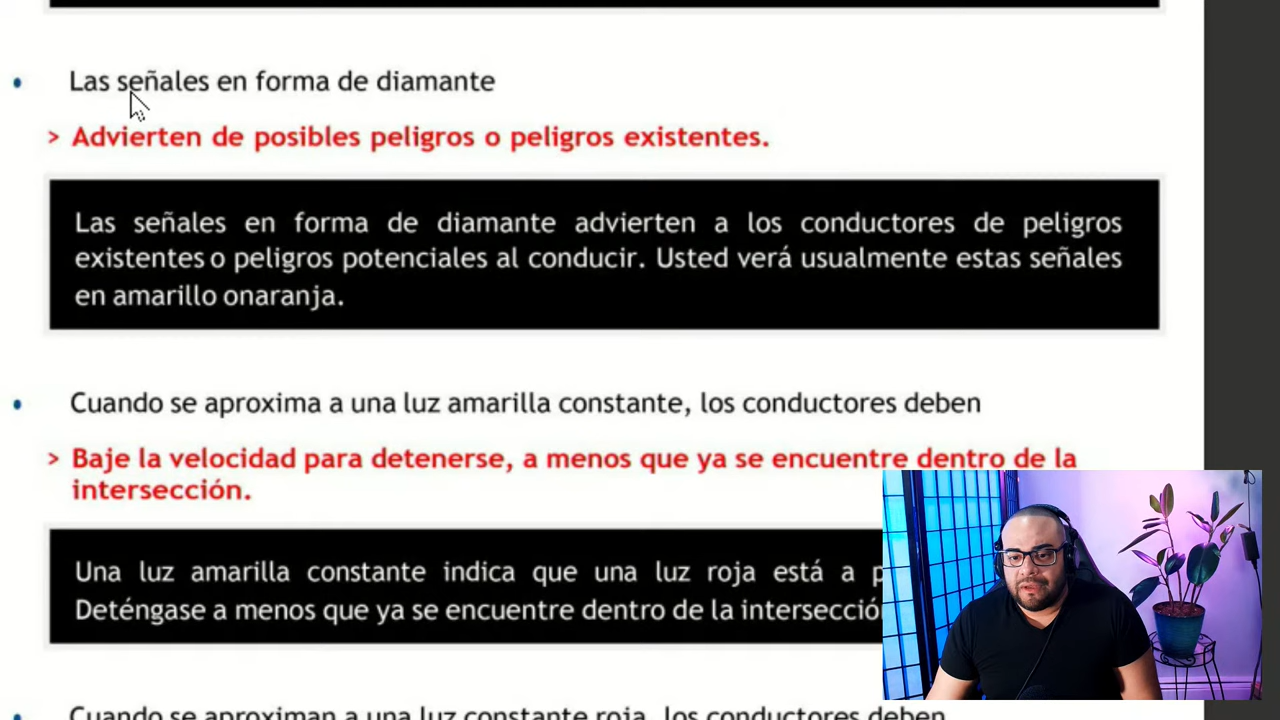 • Las señales en forma de diamante
> Advierten de posibles peligros o peligros existentes.
Las señales en forma de diamante advierten a los conductores de peligros
existentes o peligros potenciales al conducir. Usted verá usualmente estas señales
en amarillo onaranja.
• Cuando se aproxima a una luz amarilla constante, los conductores deben
> Baje la velocidad para detenerse, a menos que ya se encuentre dentro de la
intersección.
Una luz amarilla constante indica que una luz roja está a
Deténgase a menos que ya se encuentre dentro de la
• Cuando se aproximan a una luz constante roja, los conductores deben